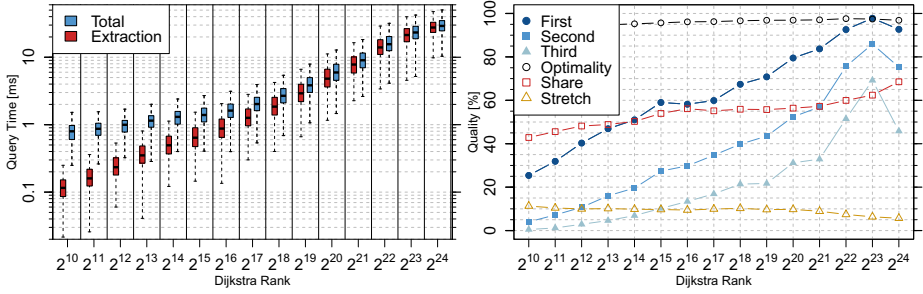 Total
Extraction
Query Time [ms]
10
1
0.1
2^10 2^11 2^12 2^13 2^14 2^15 2^16 2^17 2^18 2^19 2^20 2^21 2^22 2^23 2^24
Dijkstra Rank
First
Second
Third
Optimality
Share
Stretch
Quality [%]
100
80
60
40
20
0
2^10 2^11 2^12 2^13 2^14 2^15 2^16 2^17 2^18 2^19 2^20 2^21 2^22 2^23 2^24
Dijkstra Rank